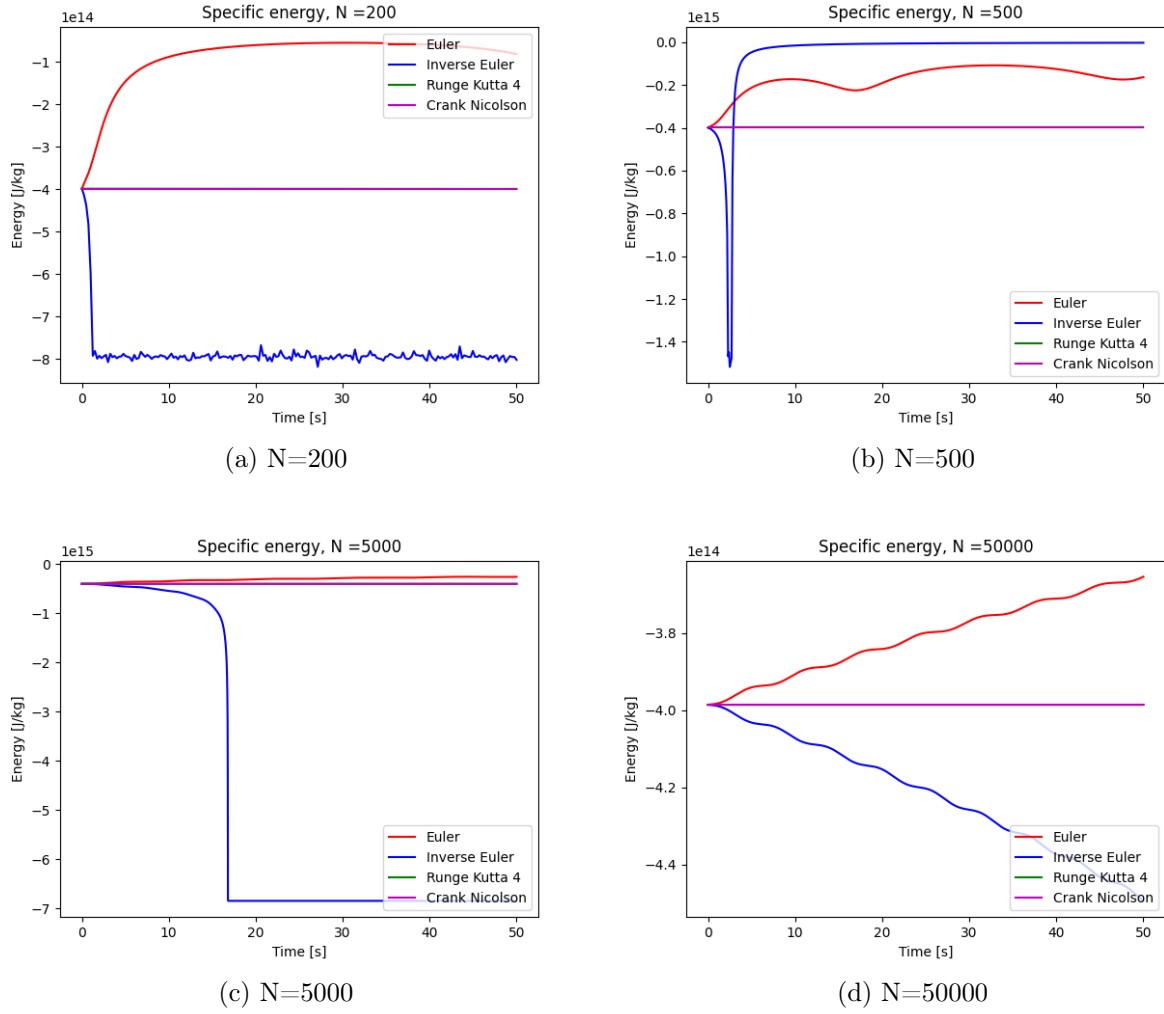 Specific energy, N =200
1e14
−1
−2
−3
−4
−5
−6
−7
−8
Energy [J/kg]
0 10 20 30 40 50
Time [s]
Euler
Inverse Euler
Runge Kutta 4
Crank Nicolson
(a) N=200
Specific energy, N =500
1e15
0.0
−0.2
−0.4
−0.6
−0.8
−1.0
−1.2
−1.4
Energy [J/kg]
0 10 20 30 40 50
Time [s]
Euler
Inverse Euler
Runge Kutta 4
Crank Nicolson
(b) N=500
Specific energy, N =5000
1e15
0
−1
−2
−3
−4
−5
−6
−7
Energy [J/kg]
0 10 20 30 40 50
Time [s]
Euler
Inverse Euler
Runge Kutta 4
Crank Nicolson
(c) N=5000
Specific energy, N =50000
1e14
−3.8
−4.0
−4.2
−4.4
Energy [J/kg]
0 10 20 30 40 50
Time [s]
Euler
Inverse Euler
Runge Kutta 4
Crank Nicolson
(d) N=50000